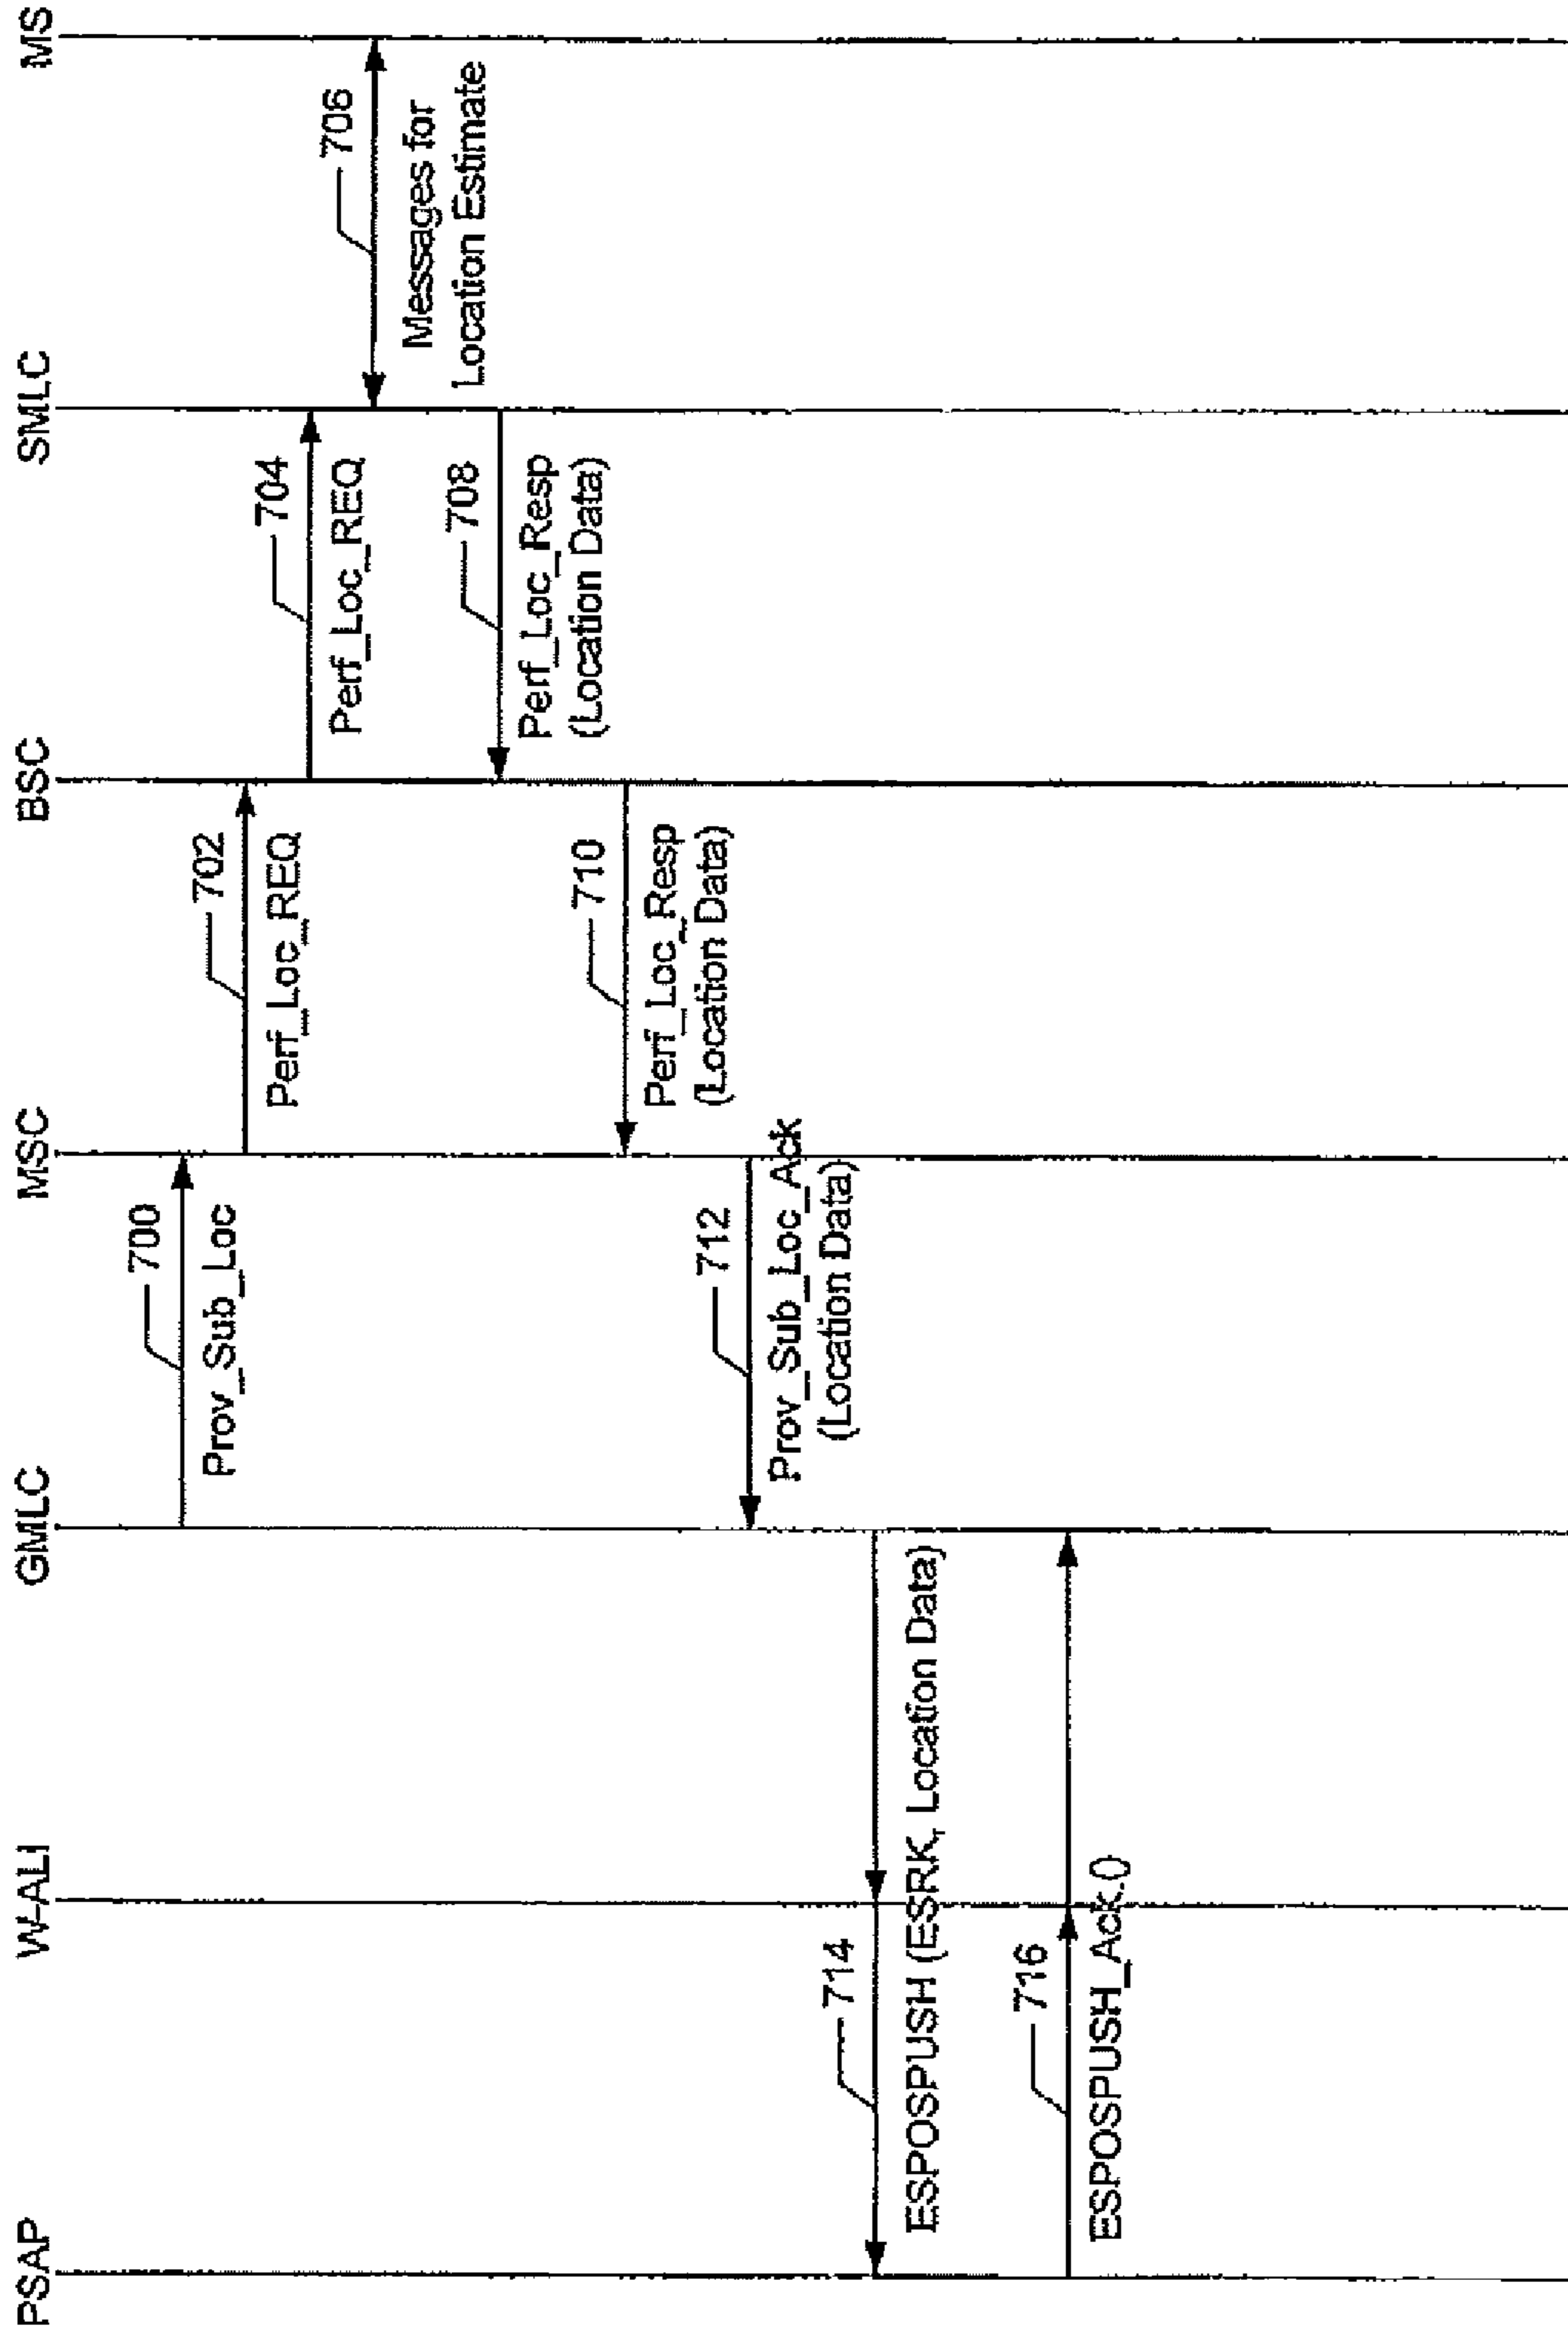 PSAP
W-ALI
GMLC
MSC
BSC
SMLC
MS
700
Prov_Sub_Loc
702
Perf_Loc_REQ
704
Perf_Loc_REQ
706
Messages for
Location Estimate
708
Perf_Loc_Resp
(Location Data)
710
Perf_Loc_Resp
(Location Data)
712
Prov_Sub_Loc_Ack
(Location Data)
714
ESPOSPUSH (ESRK, Location Data)
716
ESPOSPUSH_Ack.()